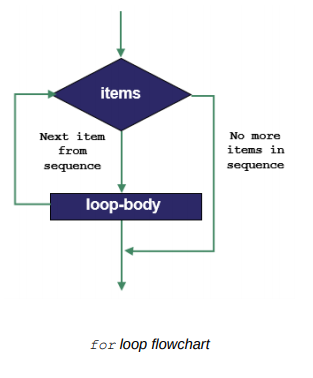 items
Next item
from
sequence
No more
items in
sequence
loop-body
for loop flowchart